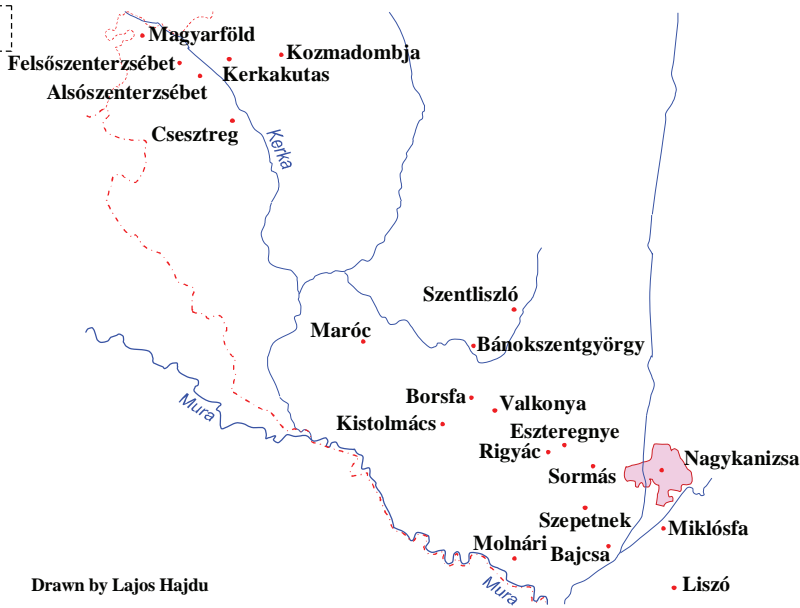 Magyarföld
Kozmadombja
Felsőszenterzsébet
Kerkakutas
Alsószenterzsébet
Csesztreg
Kerka
Szentliszló
Maróc
Bánokszentgyörgy
Mura
Borsfa
Valkonya
Kistolmács
Eszteregnye
Rigyác
Nagykanizsa
Sormás
Szepetnek
Miklósfa
Molnári
Bajcsa
Mura
Liszó
Drawn by Lajos Hajdu